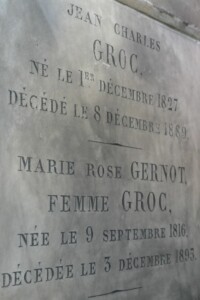 JEAN CHARLES
GROC,
NÉ LE 1ER DÉCEMBRE 1827
DÉCÉDÉ LE 8 DÉCEMBRE 1889.
MARIE ROSE GERNOT,
FEMME GROC,
NÉE LE 9 SEPTEMBRE 1816,
DÉCÉDÉE LE 3 DÉCEMBRE 1893.